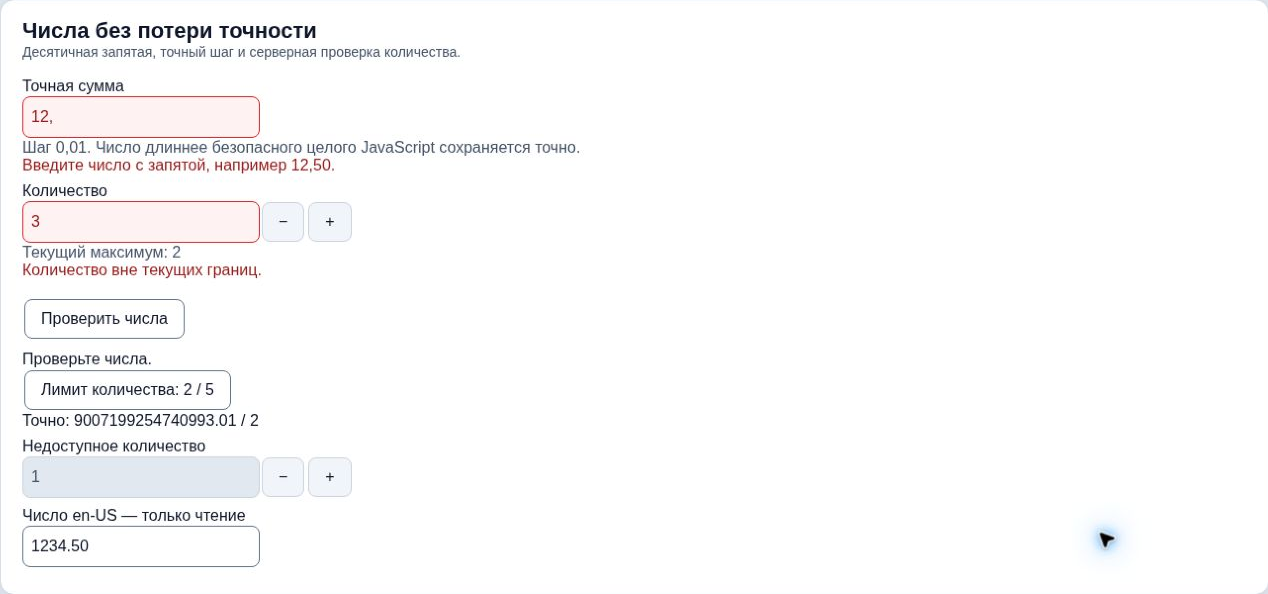 Числа без потери точности
Десятичная запятая, точный шаг и серверная проверка количества.
Точная сумма
12,
Шаг 0,01. Число длиннее безопасного целого JavaScript сохраняется точно.
Введите число с запятой, например 12,50.
Количество
3 − +
Текущий максимум: 2
Количество вне текущих границ.
Проверить числа
Проверьте числа.
Лимит количества: 2 / 5
Точно: 9007199254740993.01 / 2
Недоступное количество
1 − +
Число en-US — только чтение
1234.50